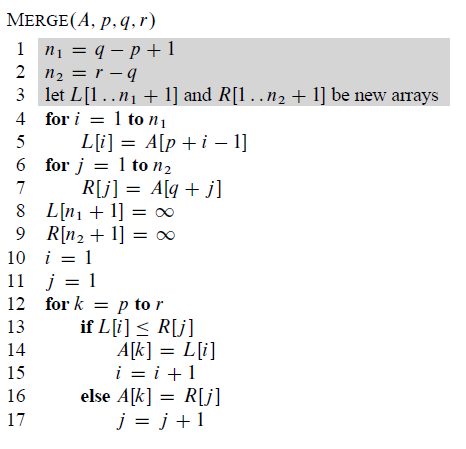 MERGE(A, p, q, r)
1 n₁ = q − p + 1
2 n₂ = r − q
3 let L[1 . . n₁ + 1] and R[1 . . n₂ + 1] be new arrays
4 for i = 1 to n₁
5 L[i] = A[p + i − 1]
6 for j = 1 to n₂
7 R[j] = A[q + j]
8 L[n₁ + 1] = ∞
9 R[n₂ + 1] = ∞
10 i = 1
11 j = 1
12 for k = p to r
13 if L[i] ≤ R[j]
14 A[k] = L[i]
15 i = i + 1
16 else A[k] = R[j]
17 j = j + 1